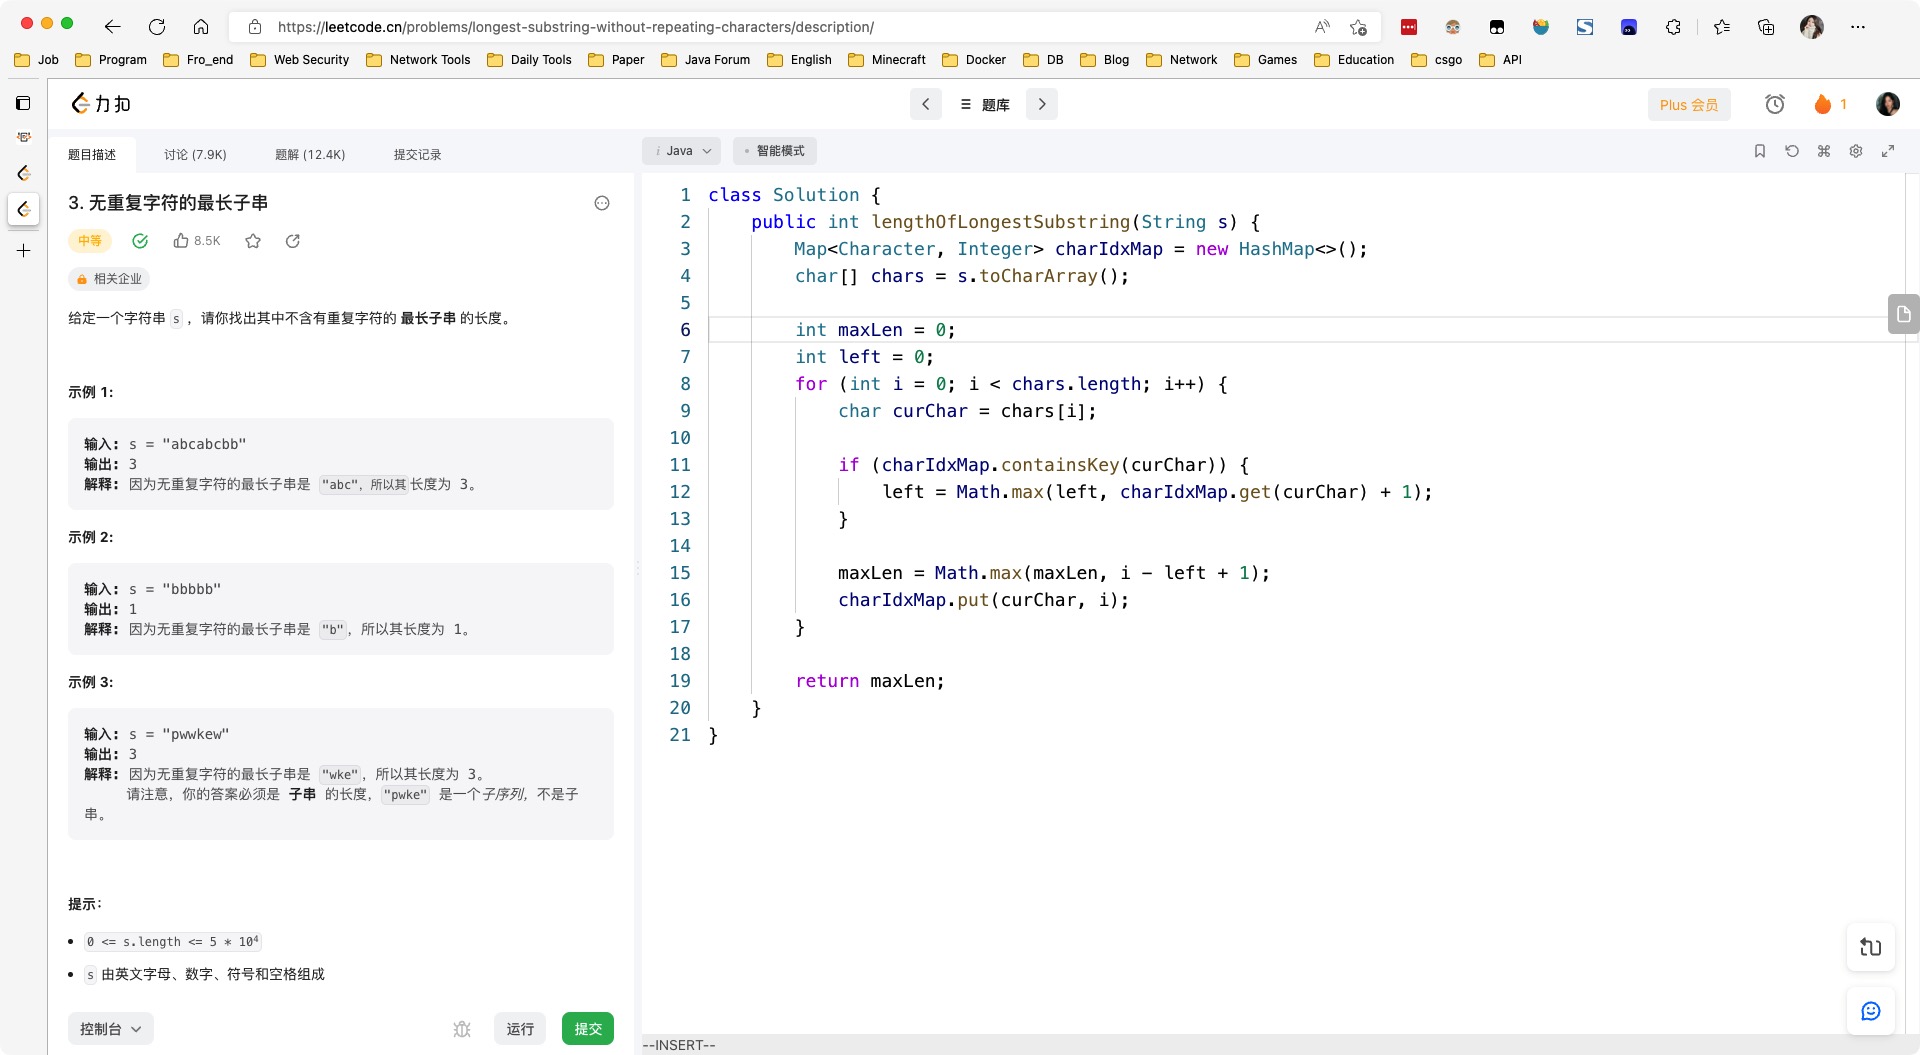 https://leetcode.cn/problems/longest-substring-without-repeating-characters/description/
Job Program Fro_end Web Security Network Tools Daily Tools Paper Java Forum English Minecraft Docker DB Blog Network Games Education csgo API
力扣 题库 Plus 会员 1
题目描述 讨论 (7.9K) 题解 (12.4K) 提交记录
3. 无重复字符的最长子串
中等 8.5K
相关企业
给定一个字符串 s ，请你找出其中不含有重复字符的 最长子串 的长度。
示例 1:
输入: s = "abcabcbb"
输出: 3
解释: 因为无重复字符的最长子串是 "abc"，所以其长度为 3。
示例 2:
输入: s = "bbbbb"
输出: 1
解释: 因为无重复字符的最长子串是 "b"，所以其长度为 1。
示例 3:
输入: s = "pwwkew"
输出: 3
解释: 因为无重复字符的最长子串是 "wke"，所以其长度为 3。
请注意，你的答案必须是 子串 的长度，"pwke" 是一个子序列，不是子
串。
提示：
0 <= s.length <= 5 * 10⁴
s 由英文字母、数字、符号和空格组成
控制台 运行 提交
i Java 智能模式
1 class Solution {
2     public int lengthOfLongestSubstring(String s) {
3         Map<Character, Integer> charIdxMap = new HashMap<>();
4         char[] chars = s.toCharArray();
5
6         int maxLen = 0;
7         int left = 0;
8         for (int i = 0; i < chars.length; i++) {
9             char curChar = chars[i];
10
11             if (charIdxMap.containsKey(curChar)) {
12                 left = Math.max(left, charIdxMap.get(curChar) + 1);
13             }
14
15             maxLen = Math.max(maxLen, i - left + 1);
16             charIdxMap.put(curChar, i);
17         }
18
19         return maxLen;
20     }
21 }
--INSERT--